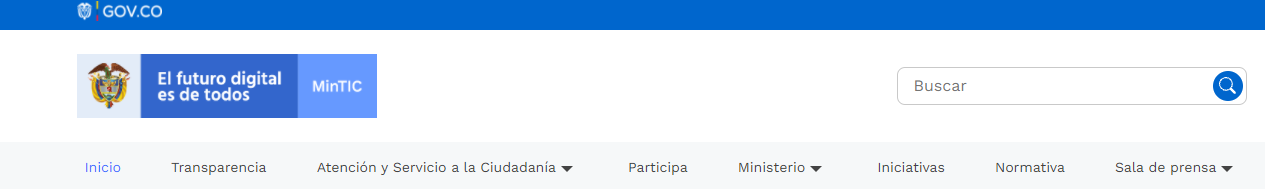 GOV.CO
El futuro digital
es de todos
MinTIC
Buscar
Inicio Transparencia Atención y Servicio a la Ciudadanía Participa Ministerio Iniciativas Normativa Sala de prensa